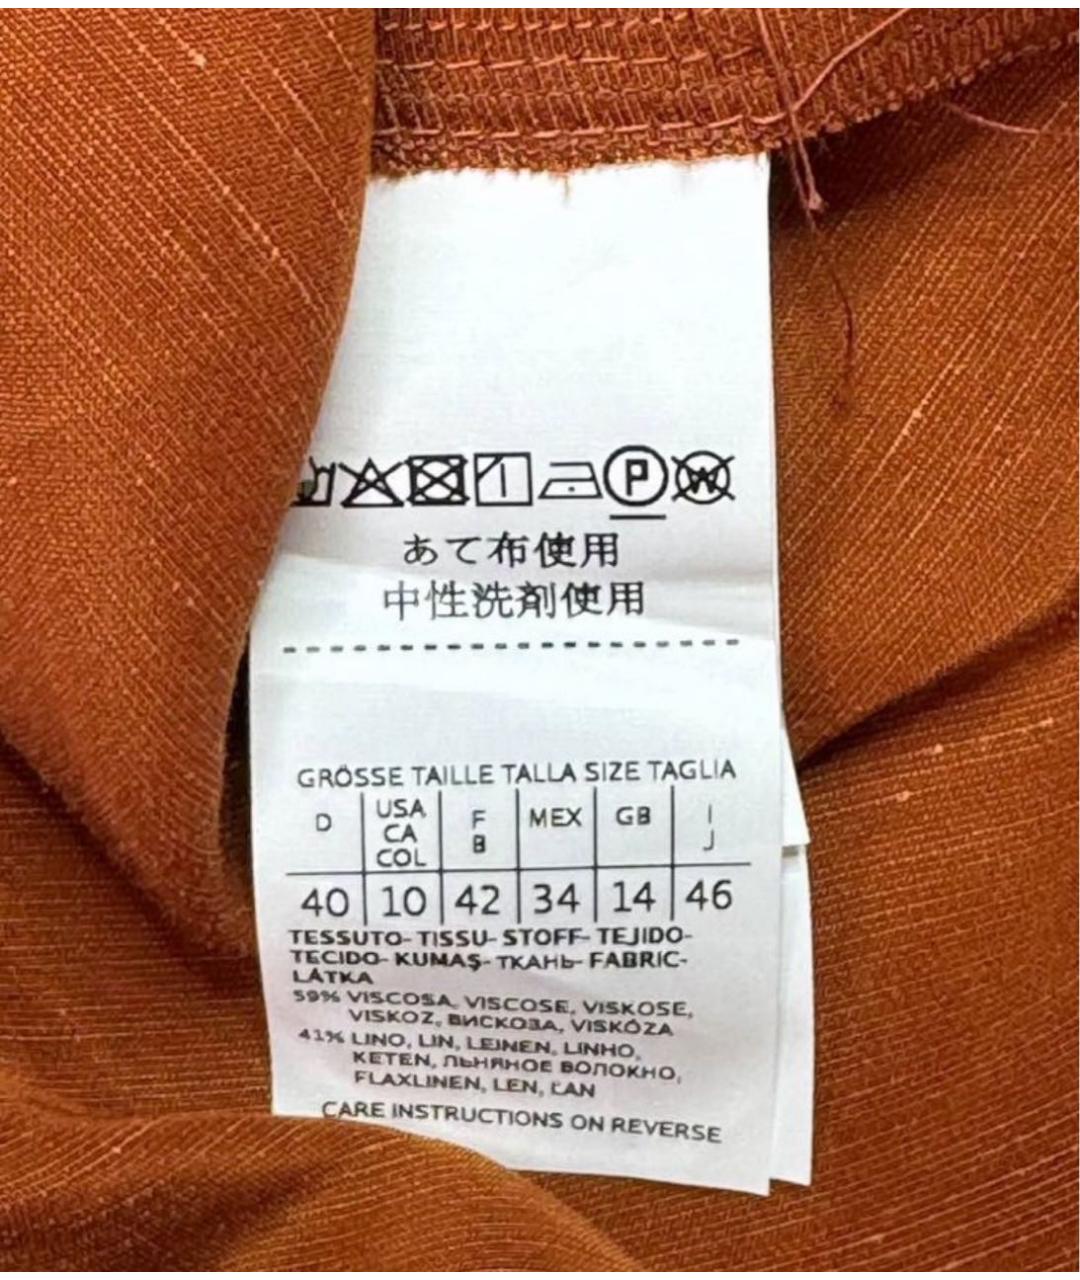 P W
あて布使用
中性洗剤使用
GRÖSSE TAILLE TALLA SIZE TAGLIA
D USA CA COL F B MEX GB I J
40 10 42 34 14 46
TESSUTO- TISSU- STOFF- TEJIDO-
TECIDO- KUMAŞ- ТКАНЬ- FABRIC-
LÁTKA
59% VISCOSA, VISCOSE, VISKOSE,
VISKOZ, ВИСКОЗА, VISKÓZA
41% LINO, LIN, LEINEN, LINHO,
KETEN, ЛЬНЯНОЕ ВОЛОКНО,
FLAXLINEN, LEN, ĽAN
CARE INSTRUCTIONS ON REVERSE